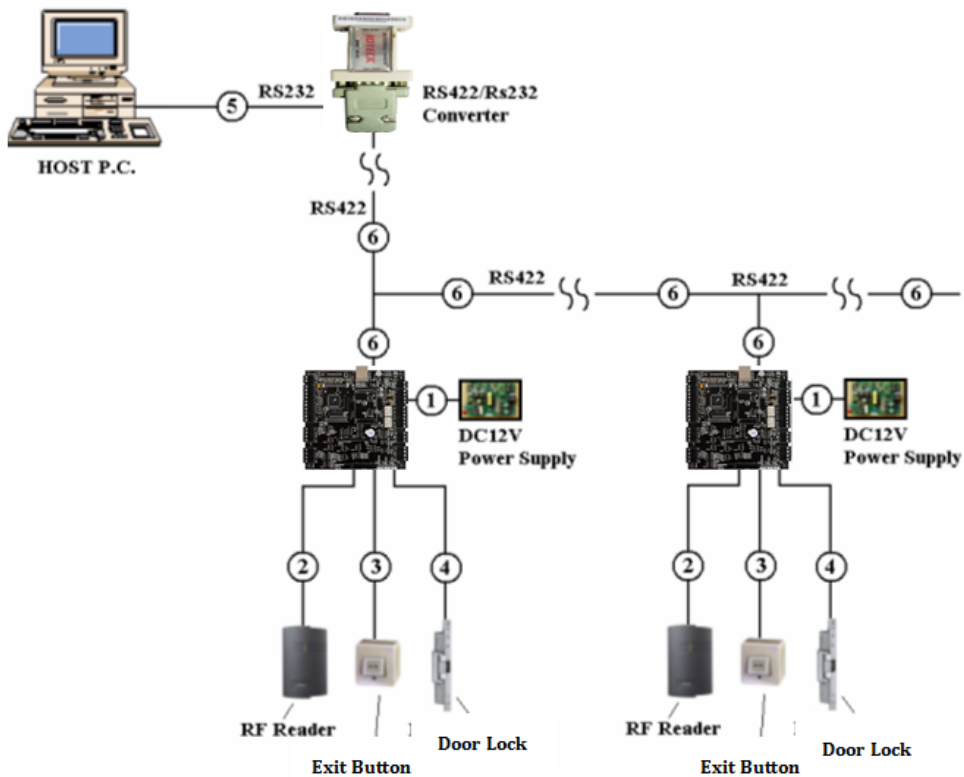 5
RS232
RS422/Rs232
Converter
HOST P.C.
RS422
6
6
RS422
6
RS422
6
6
6
1
DC12V
Power Supply
1
DC12V
Power Supply
2
3
4
2
3
4
RF Reader
Door Lock
Exit Button
RF Reader
Door Lock
Exit Button